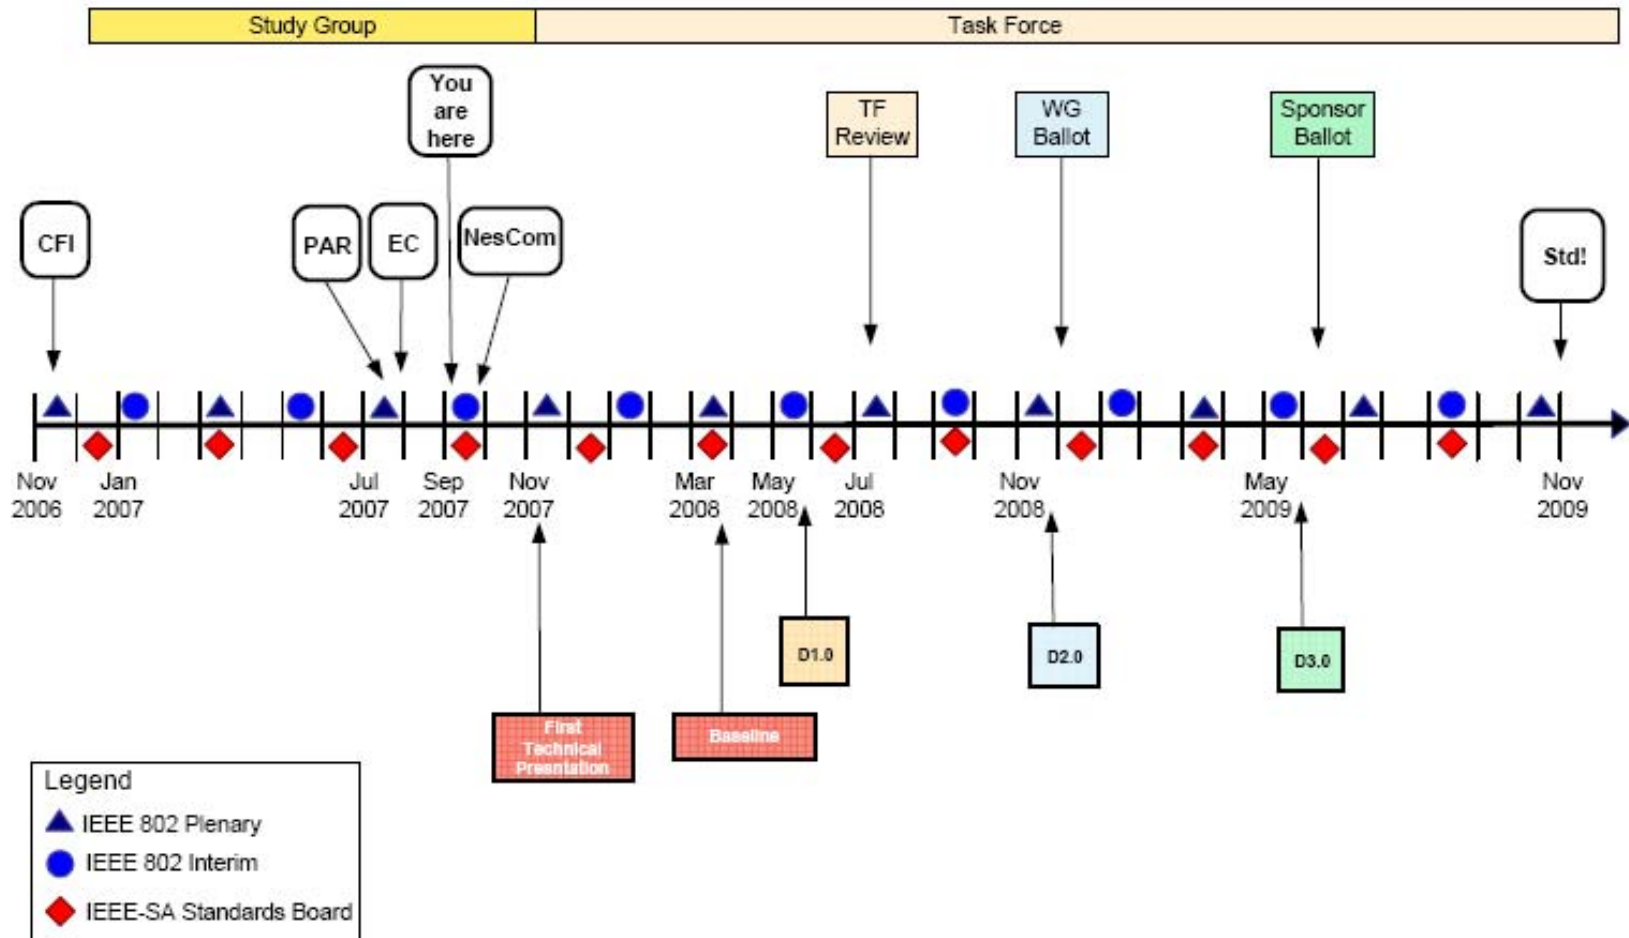 Study Group
Task Force
You
are
here
TF
Review
WG
Ballot
Sponsor
Ballot
CFI
PAR
EC
NesCom
Std!
Nov
2006
Jan
2007
Jul
2007
Sep
2007
Nov
2007
Mar
2008
May
2008
Jul
2008
Nov
2008
May
2009
Nov
2009
D1.0
D2.0
D3.0
First
Technical
Presntation
Baseline
Legend
IEEE 802 Plenary
IEEE 802 Interim
IEEE-SA Standards Board